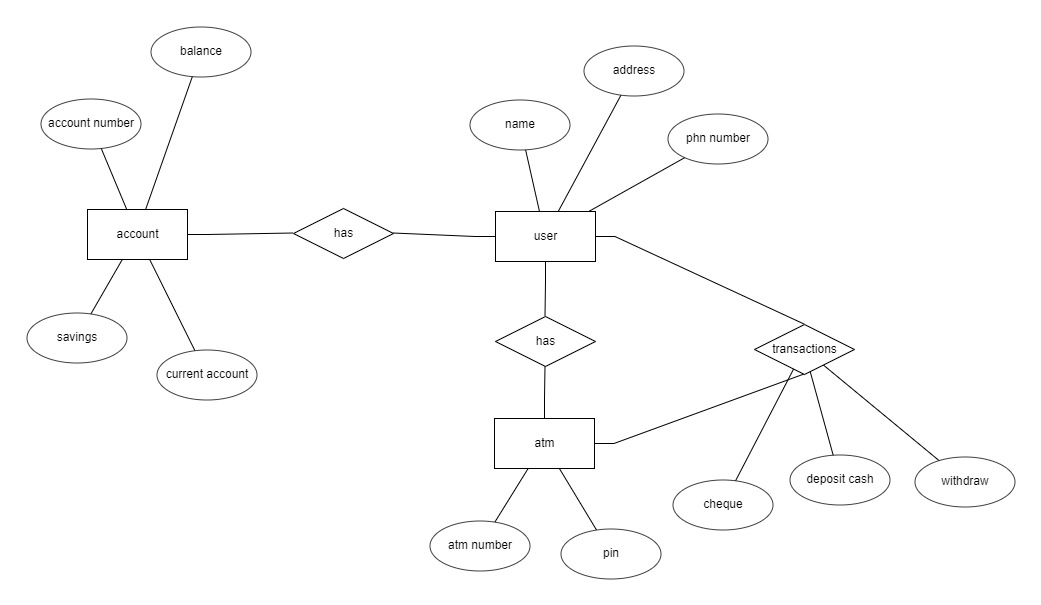 balance
address
account number
name
phn number
account
has
user
has
transactions
savings
current account
atm
cheque
deposit cash
withdraw
atm number
pin